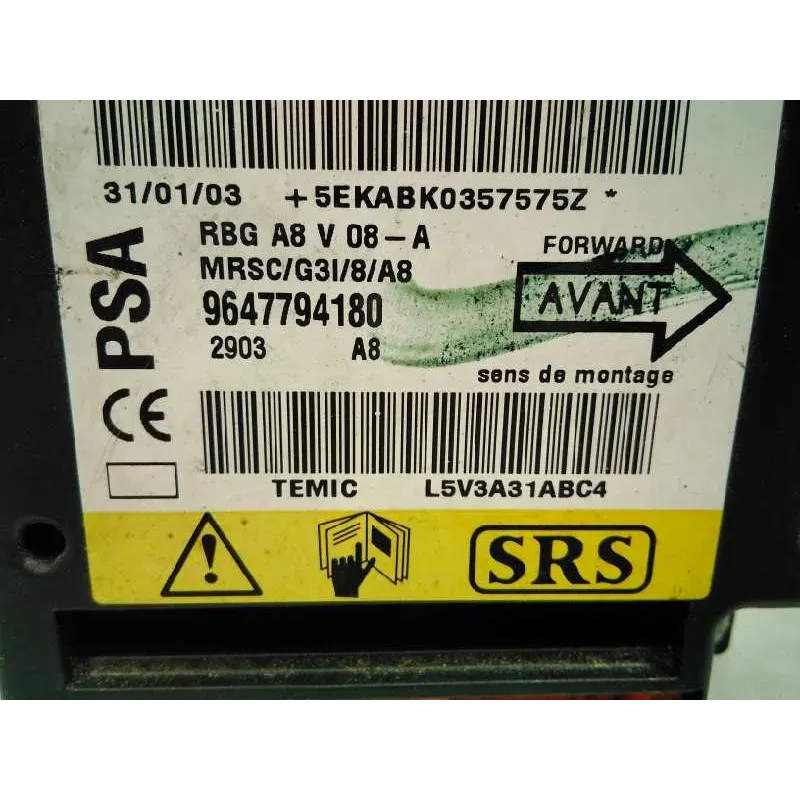 31/01/03 +5EKABK0357575Z *
RBG A8 V 08-A
MRSC/G3I/8/A8
9647794180
2903 A8
PSA
CE
FORWARD
AVANT
sens de montage
TEMIC L5V3A31ABC4
SRS